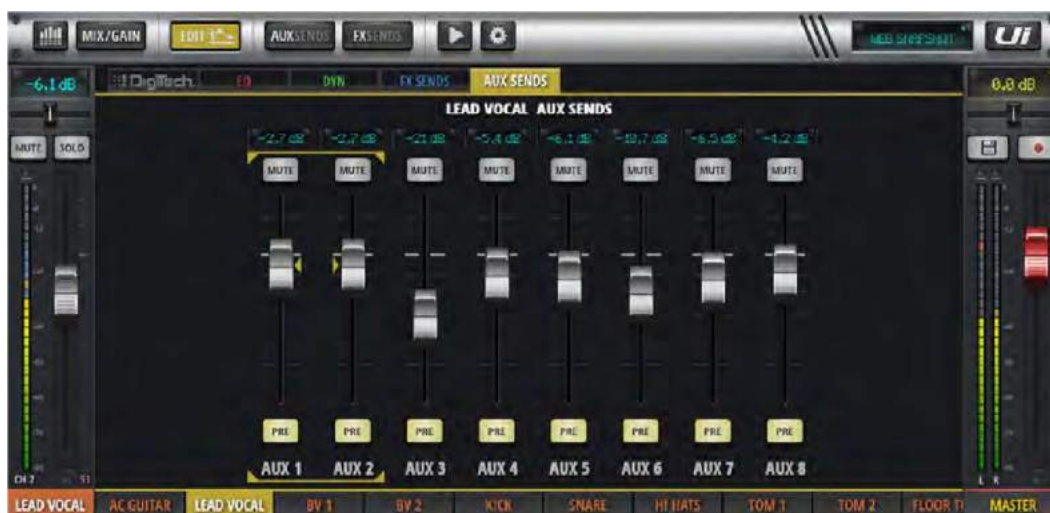 MIX/GAIN EDIT AUXSENDS FXSENDS WEB SNAPSHOT Ui
-6.1 dB DigiTech EQ DYN FX SENDS AUX SENDS 0.0 dB
LEAD VOCAL AUX SENDS
-2.7 dB -2.7 dB -21 dB -5.4 dB -6.1 dB -10.7 dB -6.5 dB -4.2 dB
MUTE SOLO
MUTE MUTE MUTE MUTE MUTE MUTE MUTE MUTE
PRE PRE PRE PRE PRE PRE PRE PRE
AUX 1 AUX 2 AUX 3 AUX 4 AUX 5 AUX 6 AUX 7 AUX 8
CH 2 L R
LEAD VOCAL AC GUITAR LEAD VOCAL BV 1 BV 2 KICK SNARE HI HATS TOM 1 TOM 2 FLOOR T MASTER